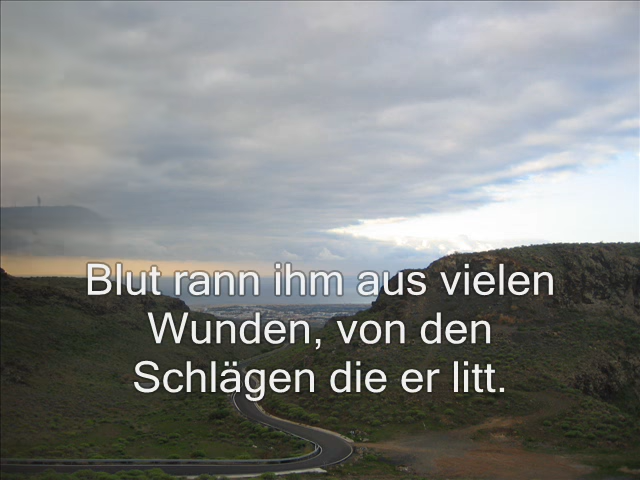 Blut rann ihm aus vielen
Wunden, von den
Schlägen die er litt.